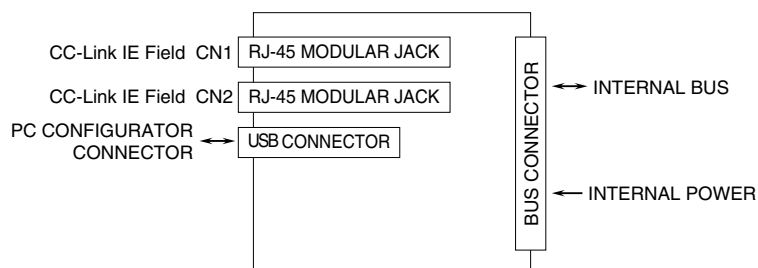 CC-Link IE Field CN1 RJ-45 MODULAR JACK
CC-Link IE Field CN2 RJ-45 MODULAR JACK
PC CONFIGURATOR
CONNECTOR
USB CONNECTOR
BUS CONNECTOR
INTERNAL BUS
INTERNAL POWER